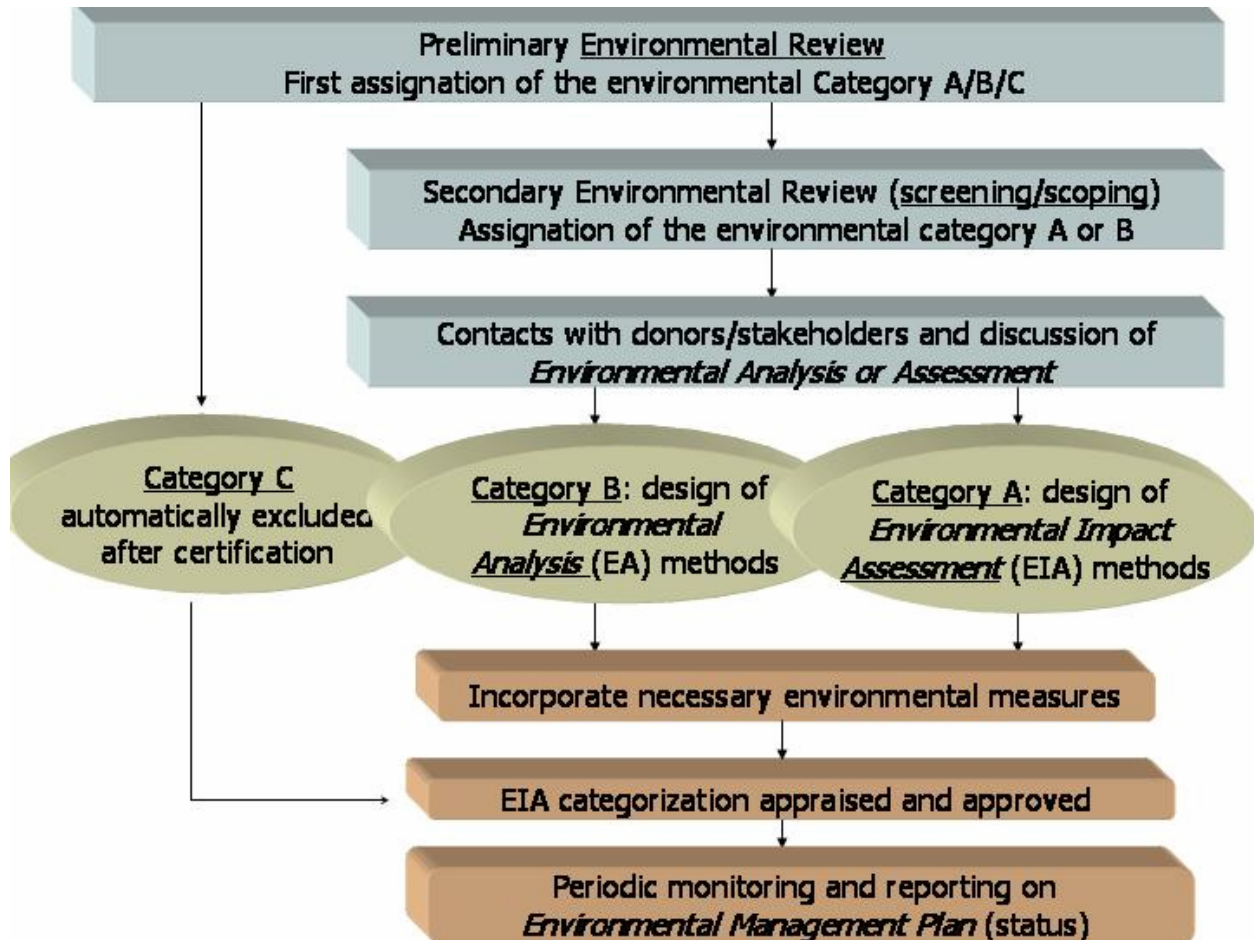 Preliminary Environmental Review
First assignation of the environmental Category A/B/C
Secondary Environmental Review (screening/scoping)
Assignation of the environmental category A or B
Contacts with donors/stakeholders and discussion of
Environmental Analysis or Assessment
Category C
automatically excluded
after certification
Category B: design of
Environmental
Analysis (EA) methods
Category A: design of
Environmental Impact
Assessment (EIA) methods
Incorporate necessary environmental measures
EIA categorization appraised and approved
Periodic monitoring and reporting on
Environmental Management Plan (status)